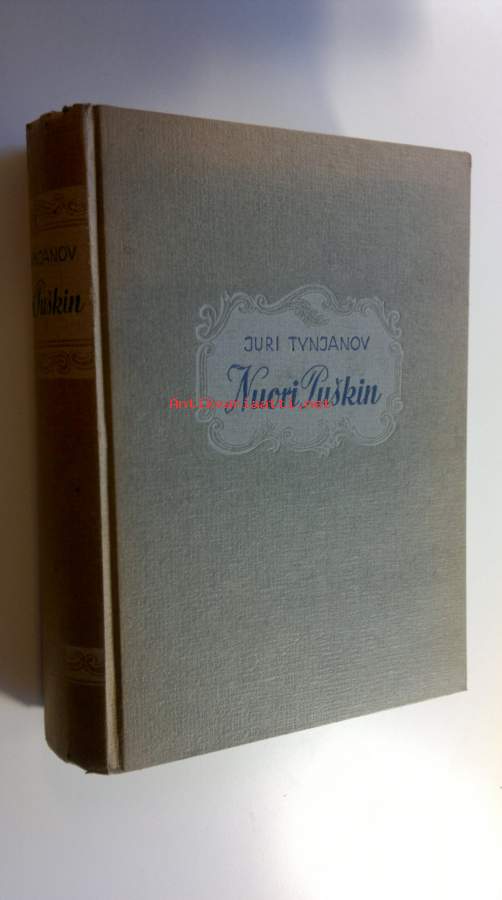 JURI TYNJANOV
Nuori Puškin
Antikvariaatti.net
NJANOV
Puškin